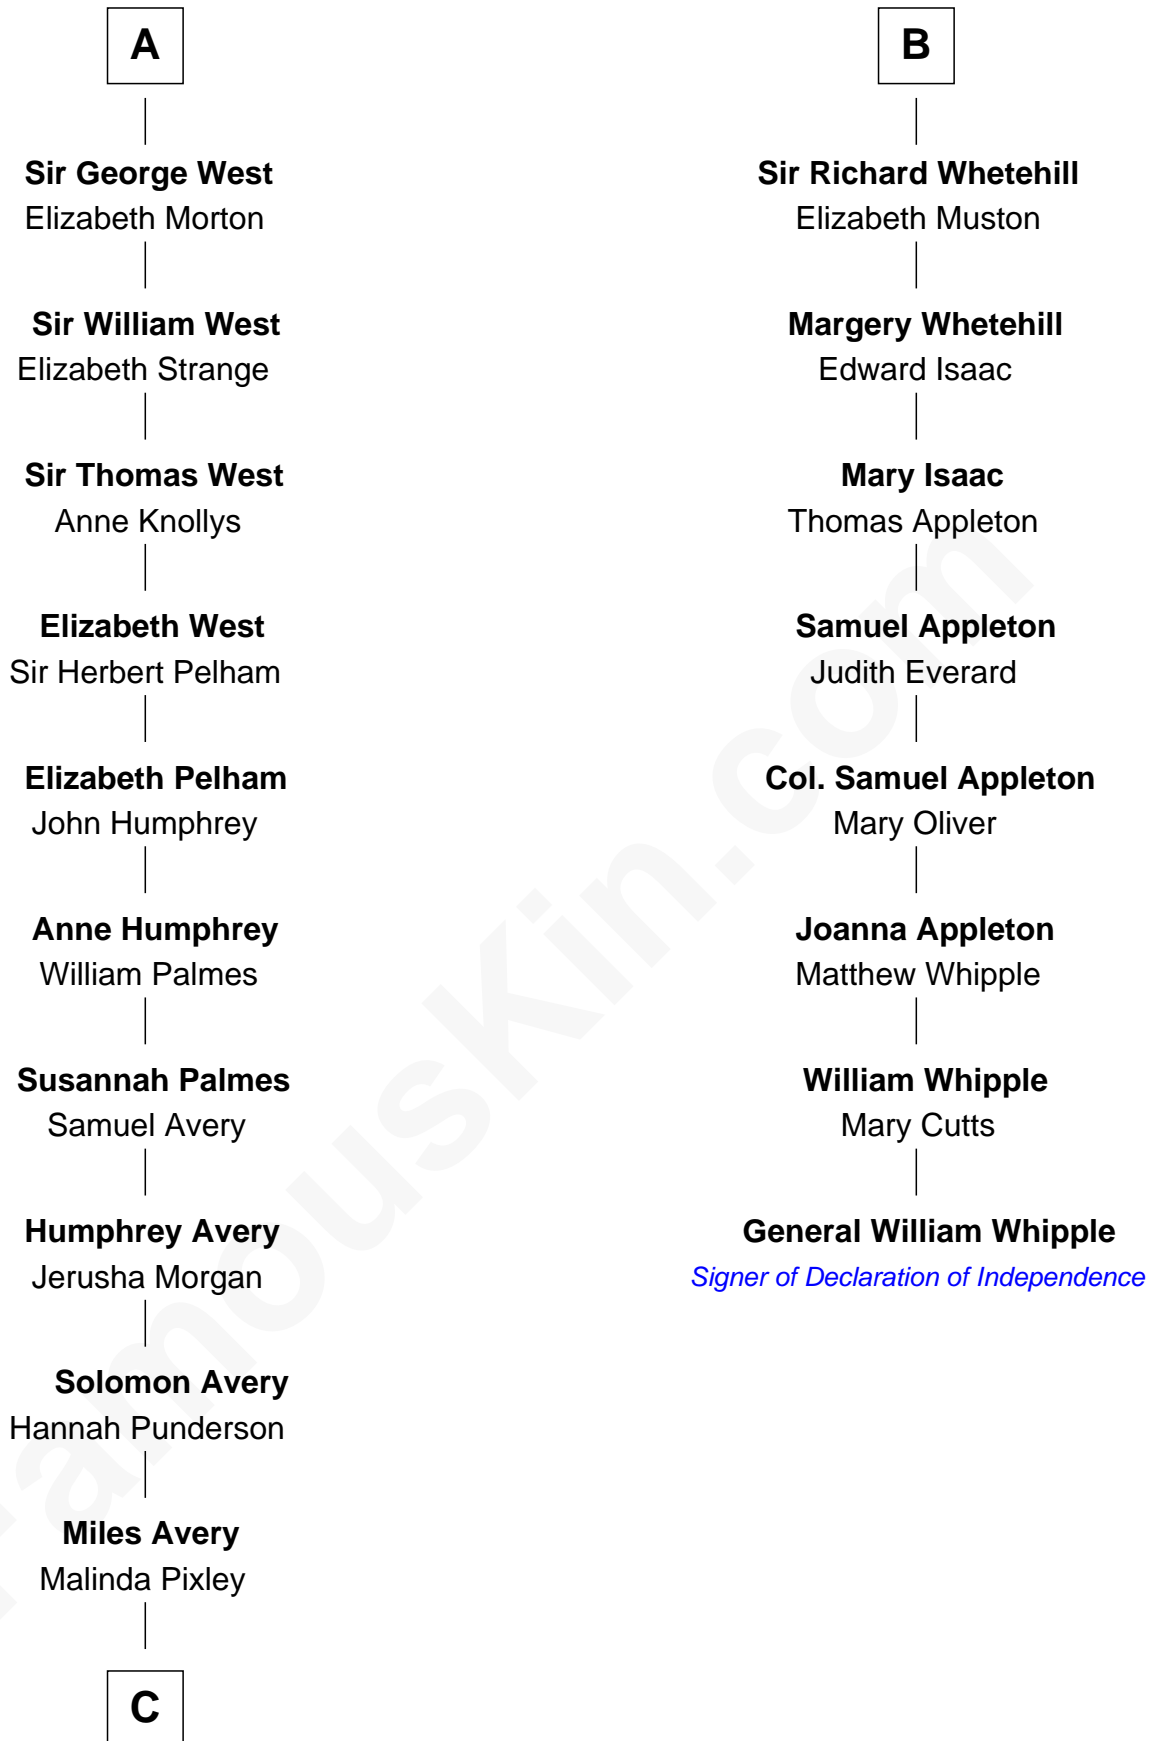 A
Sir George West
Elizabeth Morton
Sir William West
Elizabeth Strange
Sir Thomas West
Anne Knollys
Elizabeth West
Sir Herbert Pelham
Elizabeth Pelham
John Humphrey
Anne Humphrey
William Palmes
Susannah Palmes
Samuel Avery
Humphrey Avery
Jerusha Morgan
Solomon Avery
Hannah Punderson
Miles Avery
Malinda Pixley
C
B
Sir Richard Whetehill
Elizabeth Muston
Margery Whetehill
Edward Isaac
Mary Isaac
Thomas Appleton
Samuel Appleton
Judith Everard
Col. Samuel Appleton
Mary Oliver
Joanna Appleton
Matthew Whipple
William Whipple
Mary Cutts
General William Whipple
Signer of Declaration of Independence
FamousKin.com